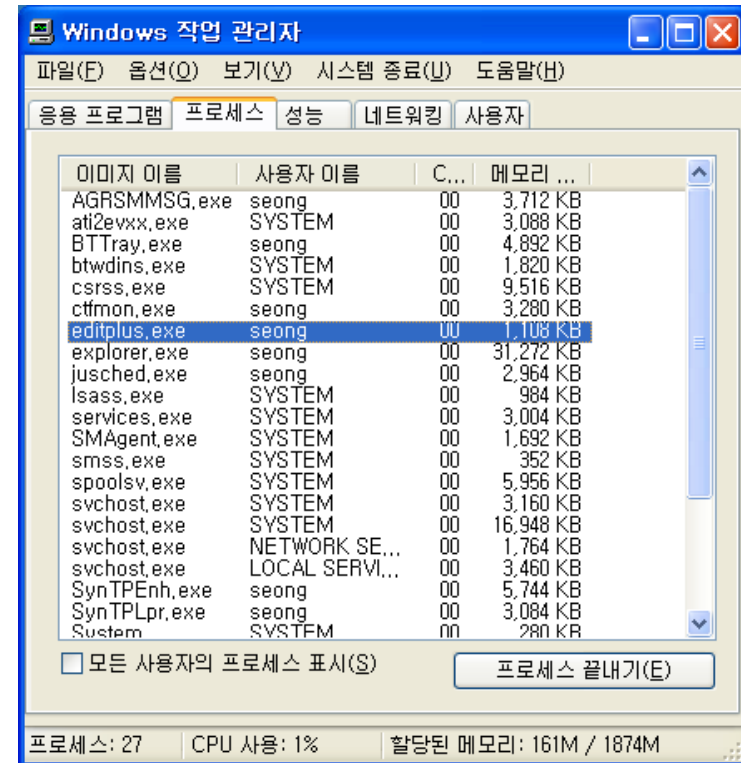 Windows 작업 관리자
파일(F) 옵션(O) 보기(V) 시스템 종료(U) 도움말(H)
응용 프로그램 프로세스 성능 네트워킹 사용자
이미지 이름 사용자 이름 C... 메모리 ...
AGRSMMSG.exe seong 00 3,712 KB
ati2evxx.exe SYSTEM 00 3,088 KB
BTTray.exe seong 00 4,892 KB
btwdins.exe SYSTEM 00 1,820 KB
csrss.exe SYSTEM 00 9,516 KB
ctfmon.exe seong 00 3,280 KB
editplus.exe seong 00 1,108 KB
explorer.exe seong 00 31,272 KB
jusched.exe seong 00 2,964 KB
lsass.exe SYSTEM 00 984 KB
services.exe SYSTEM 00 3,004 KB
SMAgent.exe SYSTEM 00 1,692 KB
smss.exe SYSTEM 00 352 KB
spoolsv.exe SYSTEM 00 5,956 KB
svchost.exe SYSTEM 00 3,160 KB
svchost.exe SYSTEM 00 16,948 KB
svchost.exe NETWORK SE... 00 1,764 KB
svchost.exe LOCAL SERVI... 00 3,460 KB
SynTPEnh.exe seong 00 5,744 KB
SynTPLpr.exe seong 00 3,084 KB
System SYSTEM 00 280 KB
모든 사용자의 프로세스 표시(S) 프로세스 끝내기(E)
프로세스: 27 CPU 사용: 1% 할당된 메모리: 161M / 1874M